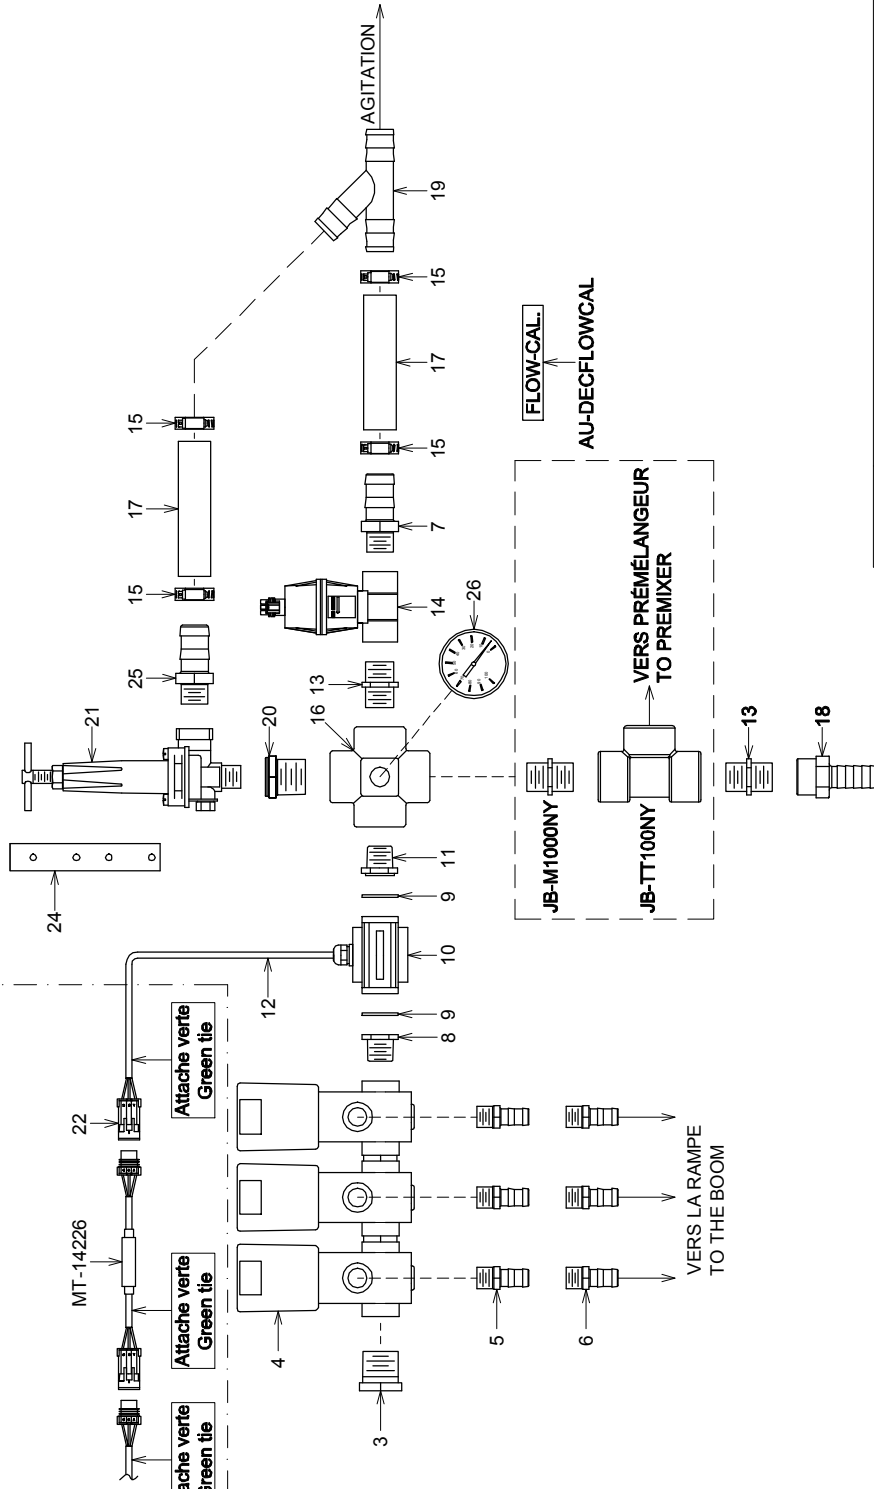 AGITATION
19
15
15
17
17
15
15
7
25
14
26
13
16
21
20
24
11
9
10
12
9
8
22
MT-14226
Attache verte
Green tie
Attache verte
Green tie
ache verte
Green tie
4
3
5
6
VERS LA RAMPE
TO THE BOOM
FLOW-CAL.
AU-DECFLOWCAL
VERS PRÉMÉLANGEUR
TO PREMIXER
JB-M1000NY
JB-TT100NY
13
18